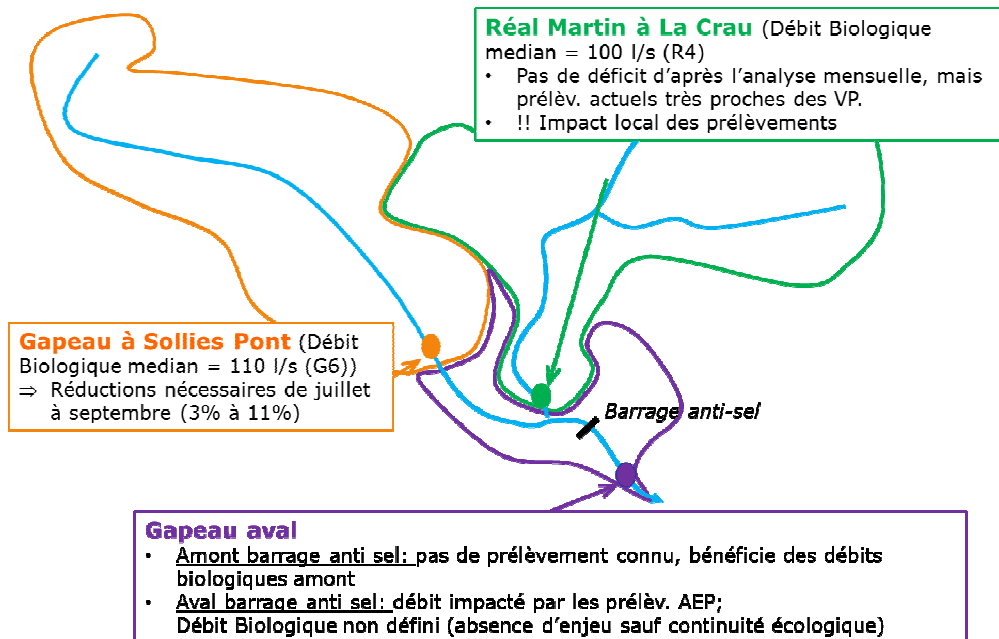 Réal Martin à La Crau (Débit Biologique
median = 100 l/s (R4)
• Pas de déficit d'après l'analyse mensuelle, mais
prélèv. actuels très proches des VP.
• !! Impact local des prélèvements
Gapeau à Sollies Pont (Débit
Biologique median = 110 l/s (G6))
⇒ Réductions nécessaires de juillet
à septembre (3% à 11%)
Barrage anti-sel
Gapeau aval
• Amont barrage anti sel: pas de prélèvement connu, bénéficie des débits
biologiques amont
• Aval barrage anti sel: débit impacté par les prélèv. AEP;
Débit Biologique non défini (absence d'enjeu sauf continuité écologique)